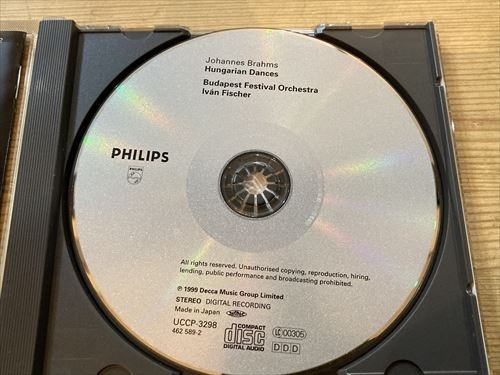 Johannes Brahms
Hungarian Dances
Budapest Festival Orchestra
Iván Fischer
PHILIPS
PHILIPS
All rights reserved. Unauthorised copying, reproduction, hiring,
lending, public performance and broadcasting prohibited.
℗ 1999 Decca Music Group Limited
STEREO DIGITAL RECORDING
Made in Japan
UCCP-3298
462 589-2
COMPACT
disc
DIGITAL AUDIO
LC 00305
DDD